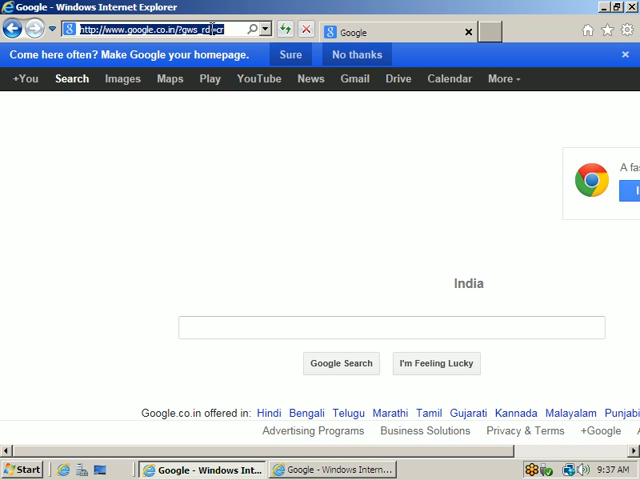 Google - Windows Internet Explorer
http://www.google.co.in/?gws_rd=cr
Google
Come here often? Make Google your homepage. Sure No thanks
+You Search Images Maps Play YouTube News Gmail Drive Calendar More
A fa
India
Google Search I'm Feeling Lucky
Google.co.in offered in: Hindi Bengali Telugu Marathi Tamil Gujarati Kannada Malayalam Punjabi
Advertising Programs Business Solutions Privacy & Terms +Google A
Start Google - Windows Int... Google - Windows Intern... 9:37 AM